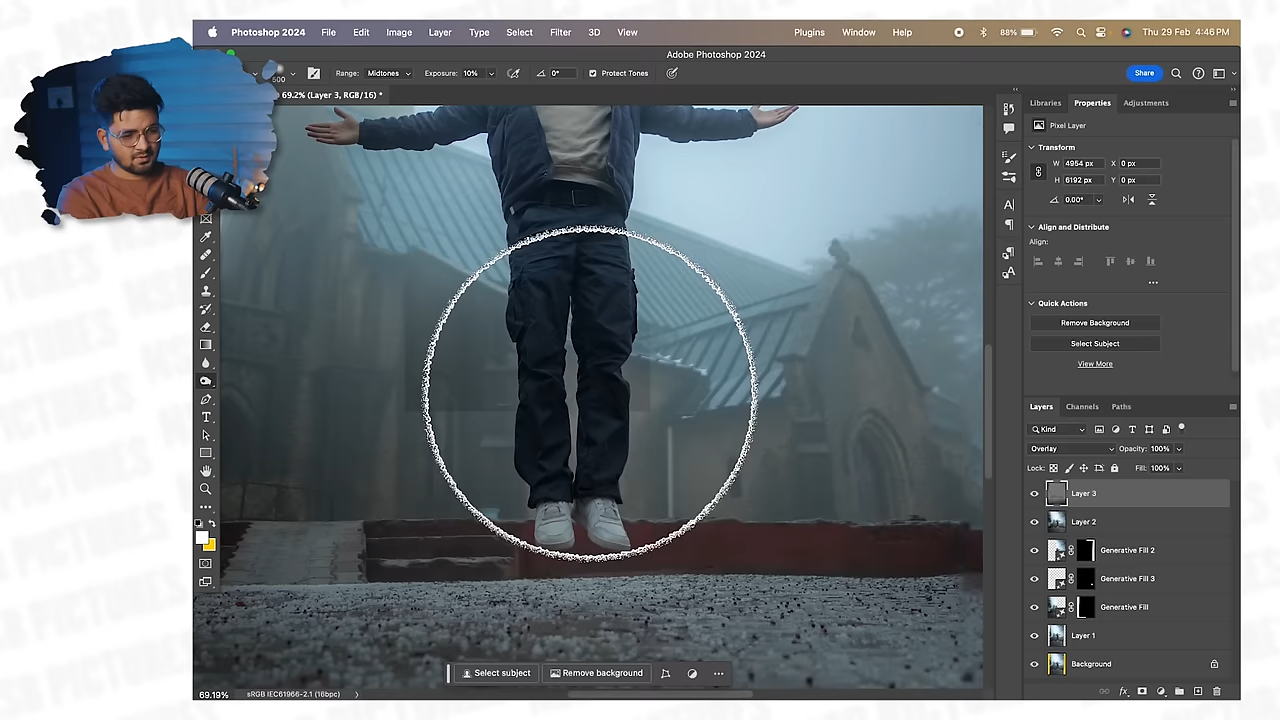 Photoshop 2024 File Edit Image Layer Type Select Filter 3D View Plugins Window Help 88% Thu 29 Feb 4:46 PM
Adobe Photoshop 2024
500 Range: Midtones Exposure: 10% 0° Protect Tones Share
69.2% (Layer 3, RGB/16) *
Libraries Properties Adjustments
Pixel Layer
Transform
W 4954 px X 0 px
H 6192 px Y 0 px
0.00°
Align and Distribute
Align:
Quick Actions
Remove Background
Select Subject
View More
Layers Channels Paths
Kind
Overlay Opacity: 100%
Lock: Fill: 100%
Layer 3
Layer 2
Generative Fill 2
Generative Fill 3
Generative Fill
Layer 1
Background
Select subject Remove background
69.19% sRGB IEC61966-2.1 (16bpc)